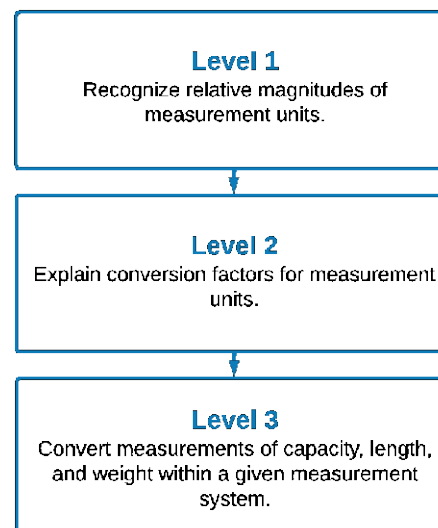 Level 1
Recognize relative magnitudes of
measurement units.
Level 2
Explain conversion factors for measurement
units.
Level 3
Convert measurements of capacity, length,
and weight within a given measurement
system.